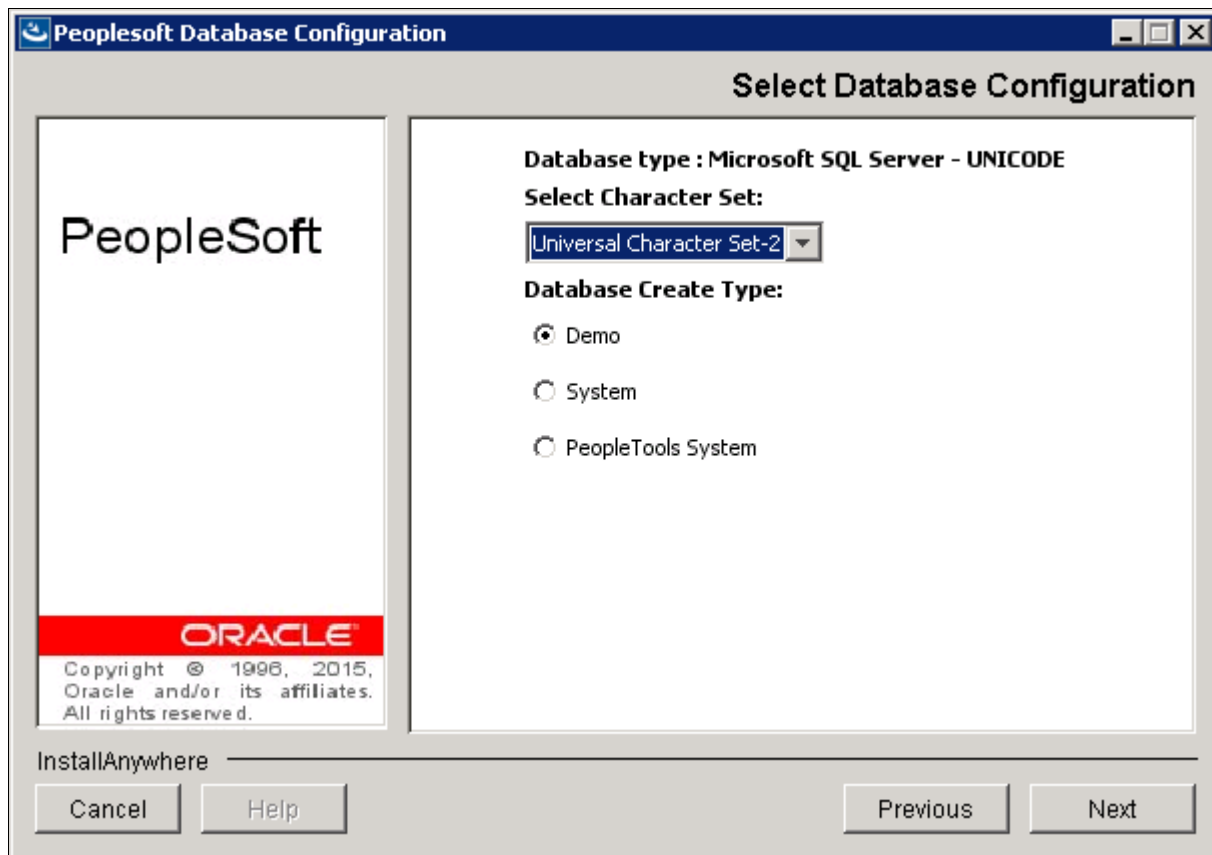 Peoplesoft Database Configuration
Select Database Configuration
PeopleSoft
ORACLE
Copyright © 1996, 2015,
Oracle and/or its affiliates.
All rights reserved.
Database type : Microsoft SQL Server - UNICODE
Select Character Set:
Universal Character Set-2
Database Create Type:
Demo
System
PeopleTools System
InstallAnywhere
Cancel
Help
Previous
Next